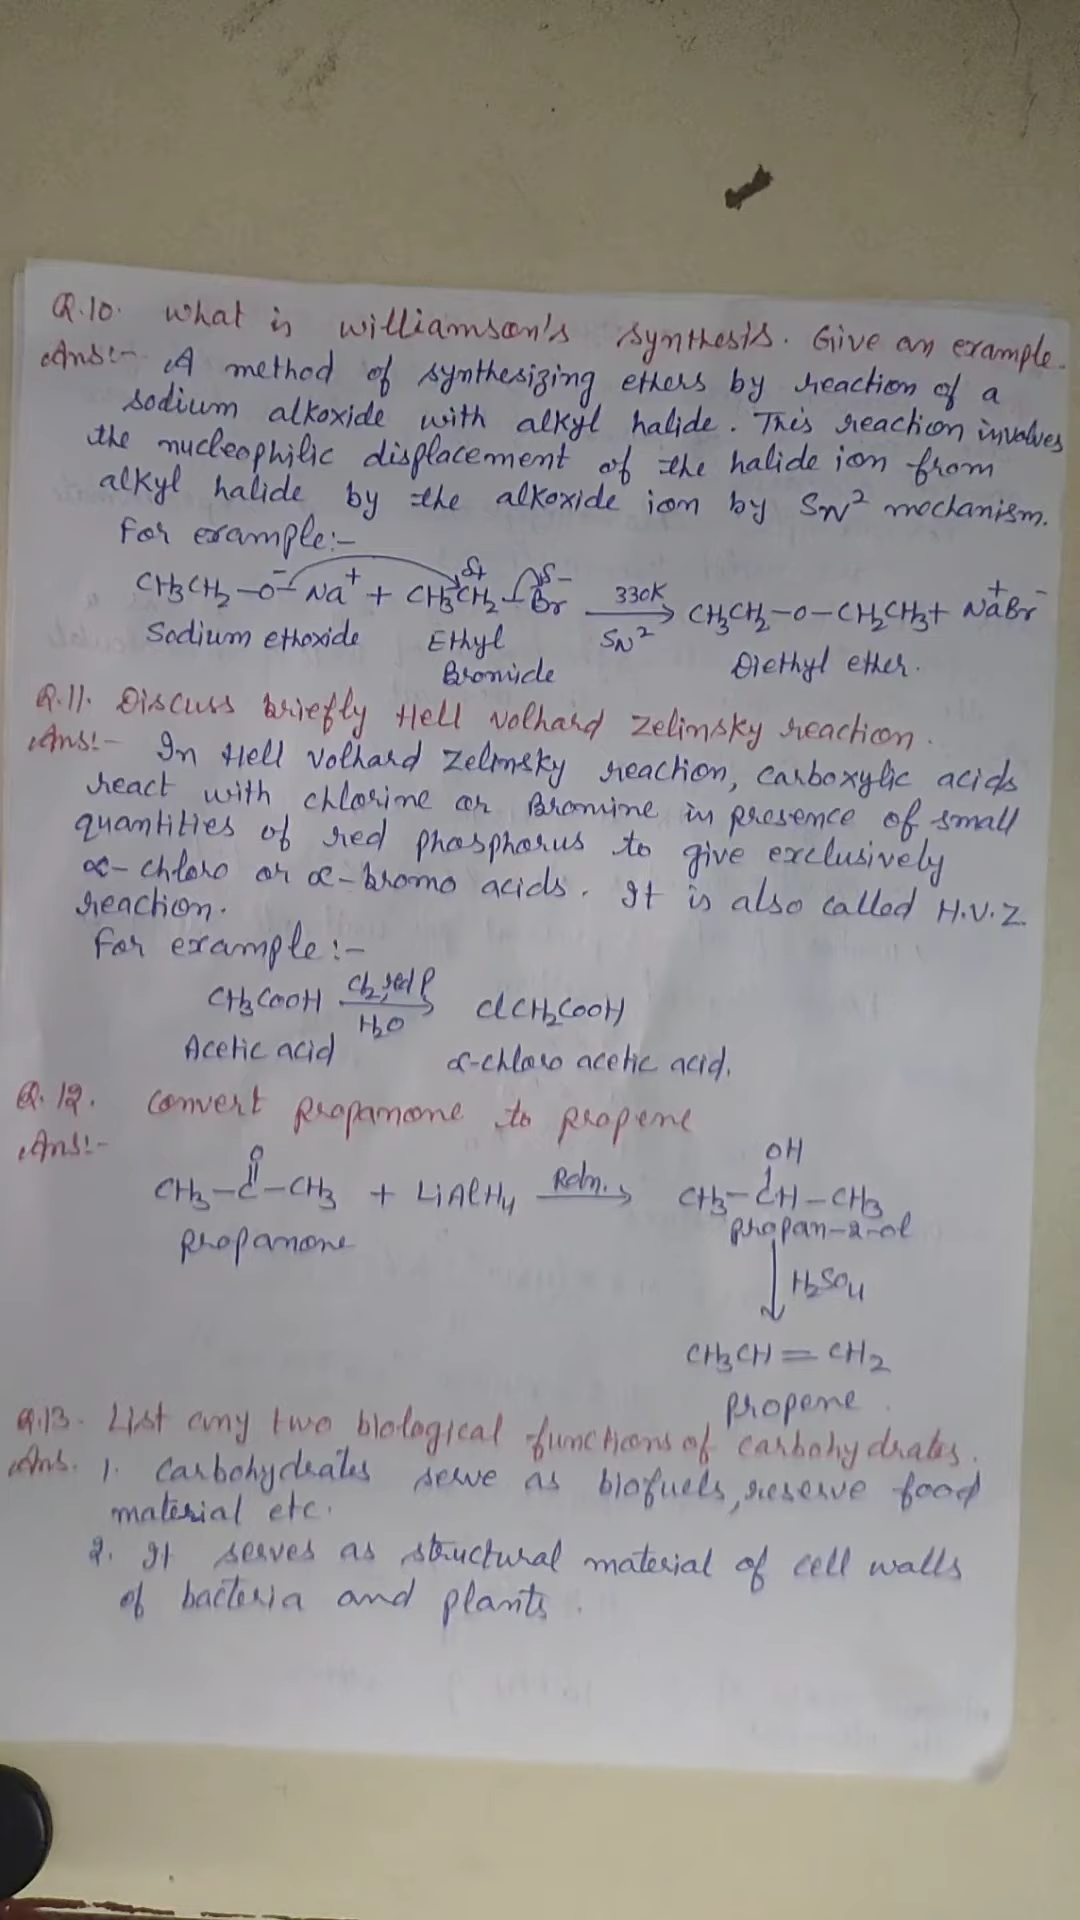 Q.10. What is williamson's synthesis. Give an example.
Ans:- A method of synthesizing ethers by reaction of a
sodium alkoxide with alkyl halide. This reaction involves
the nucleophilic displacement of the halide ion from
alkyl halide by the alkoxide ion by SN² mechanism.
For example:-
CH₃CH₂-O⁻ Na⁺ + CH₃CH₂ - Br 330K → CH₃CH₂-O-CH₂CH₃ + Na⁺Br⁻
δ+ δ-
SN²
Sodium ethoxide Ethyl Bromide Diethyl ether.
Q.11. Discuss briefly Hell Volhard Zelinsky reaction.
Ans:- In Hell Volhard Zelinsky reaction, carboxylic acids
react with chlorine or Bromine in presence of small
quantities of red phosphorus to give exclusively
α-chloro or α-bromo acids. It is also called H.V.Z.
reaction.
For example:-
CH₃COOH Cl₂, red P → ClCH₂COOH
H₂O
Acetic acid α-chloro acetic acid.
Q.12. Convert propanone to propene
Ans:-
O OH
CH₃-C-CH₃ + LiAlH₄ Redn. → CH₃-CH-CH₃
propanone propan-2-ol
↓ H₂SO₄
CH₃CH=CH₂
propene.
Q.13. List any two biological functions of carbohydrates.
Ans. 1. Carbohydrates serve as biofuels, reserve food
material etc.
2. It serves as structural material of cell walls
of bacteria and plants.